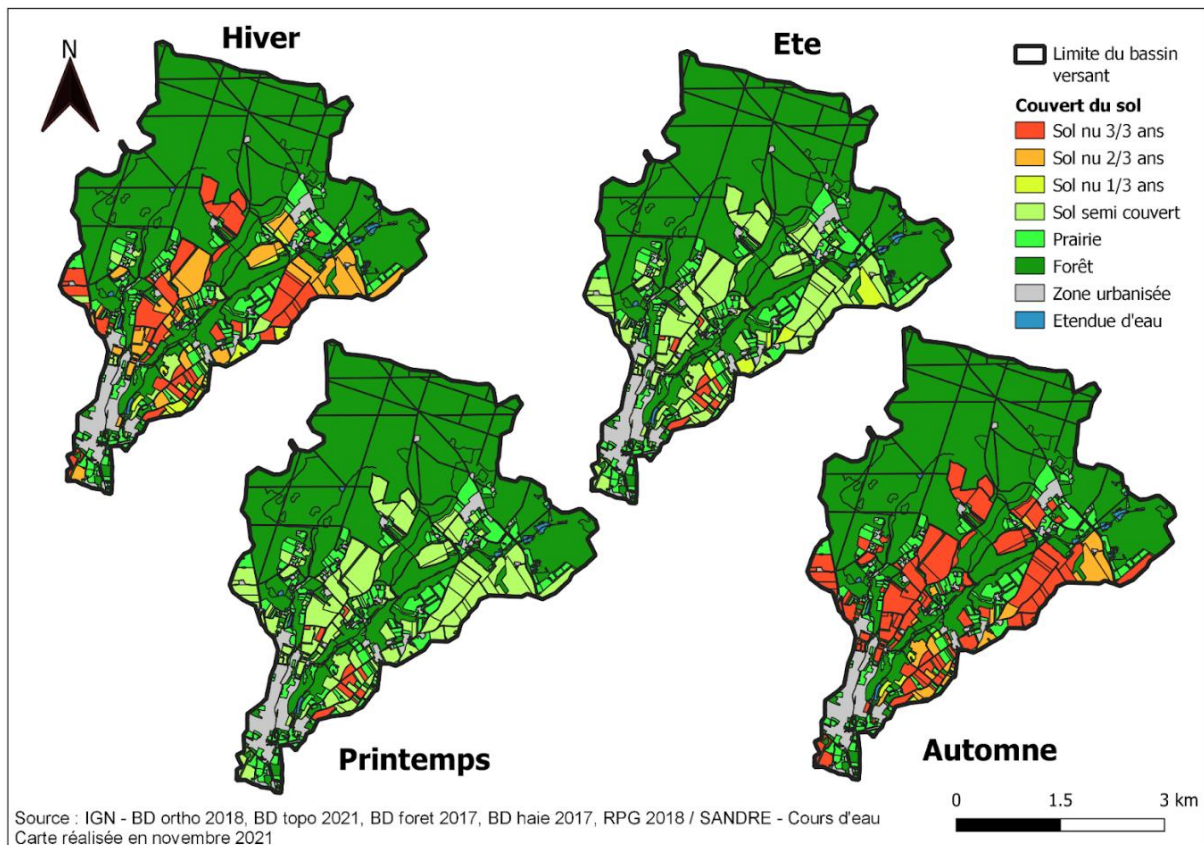 Hiver
Ete
N
Limite du bassin
versant
Couvert du sol
Sol nu 3/3 ans
Sol nu 2/3 ans
Sol nu 1/3 ans
Sol semi couvert
Prairie
Forêt
Zone urbanisée
Etendue d'eau
Printemps
Automne
0 1.5 3 km
Source : IGN - BD ortho 2018, BD topo 2021, BD foret 2017, BD haie 2017, RPG 2018 / SANDRE - Cours d'eau
Carte réalisée en novembre 2021